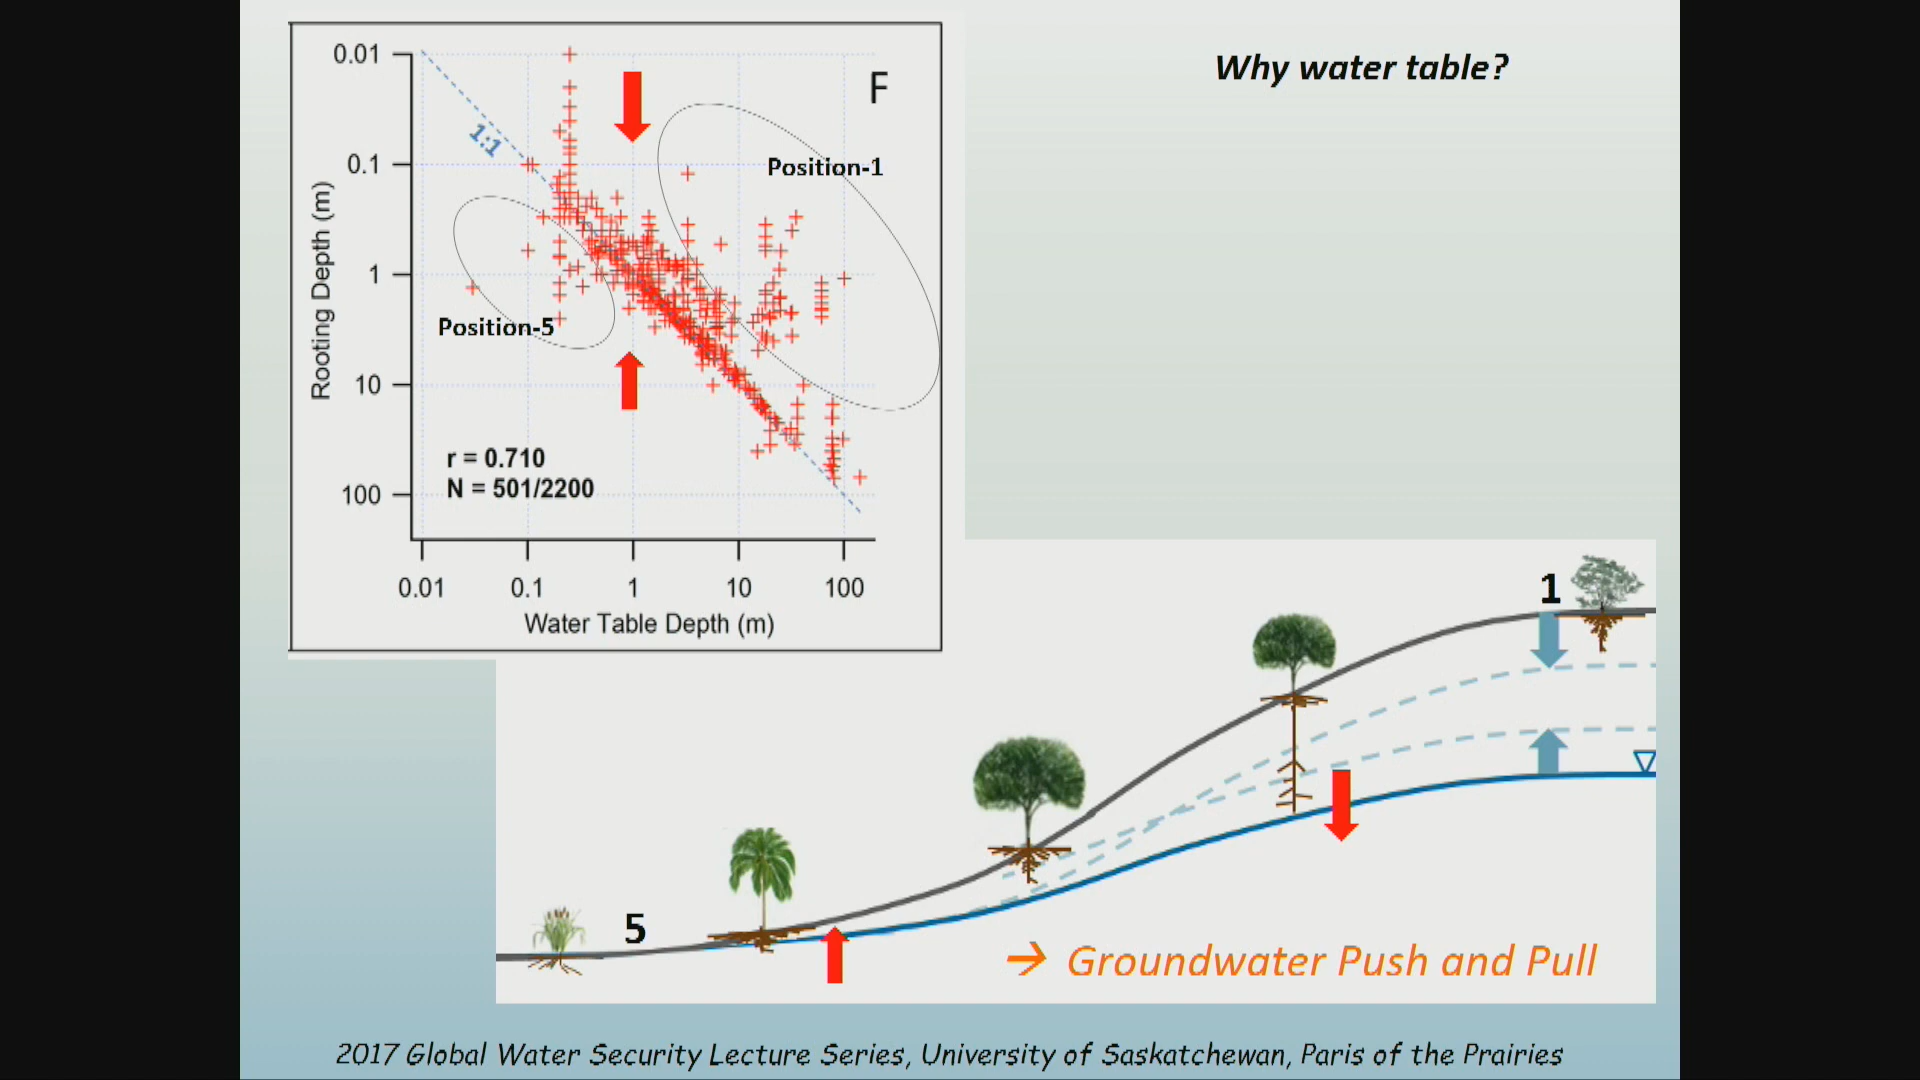 Why water table?
F
1:1
Position-1
Position-5
r = 0.710
N = 501/2200
Rooting Depth (m)
0.01
0.1
1
10
100
0.01 0.1 1 10 100
Water Table Depth (m)
1
5
→ Groundwater Push and Pull
2017 Global Water Security Lecture Series, University of Saskatchewan, Paris of the Prairies